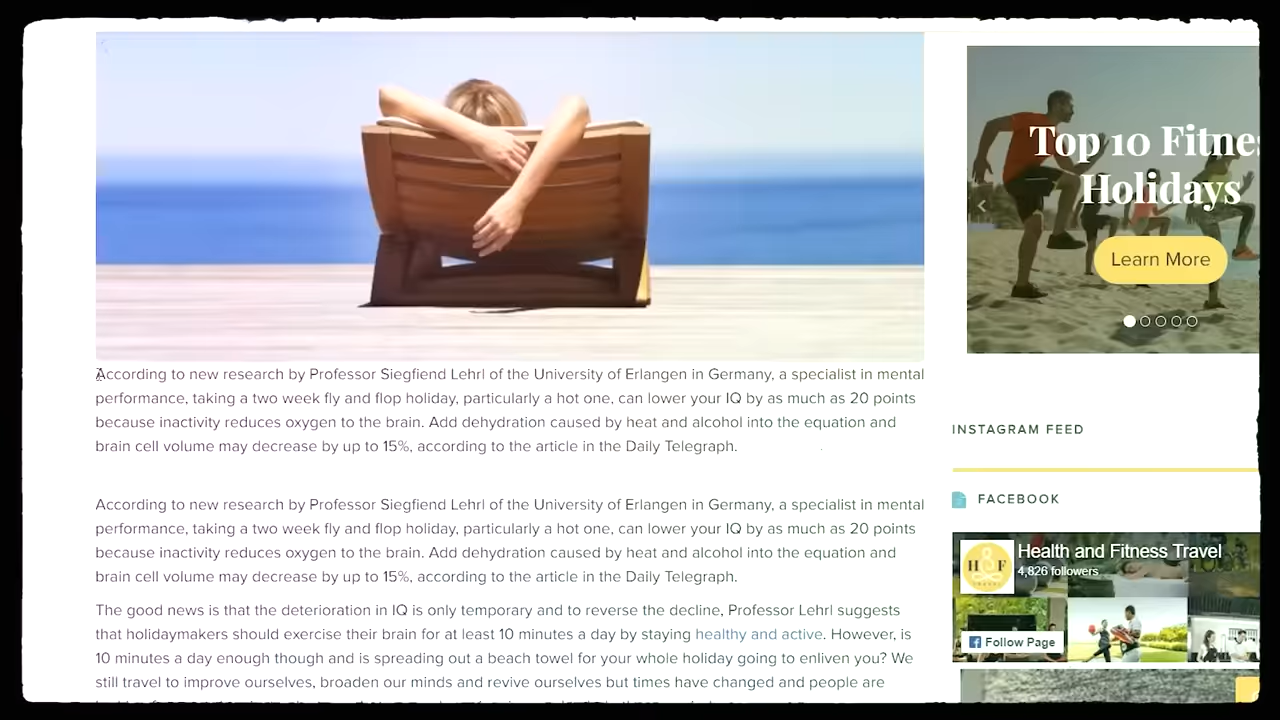 According to new research by Professor Siegfiend Lehrl of the University of Erlangen in Germany, a specialist in mental
performance, taking a two week fly and flop holiday, particularly a hot one, can lower your IQ by as much as 20 points
because inactivity reduces oxygen to the brain. Add dehydration caused by heat and alcohol into the equation and
brain cell volume may decrease by up to 15%, according to the article in the Daily Telegraph.
According to new research by Professor Siegfiend Lehrl of the University of Erlangen in Germany, a specialist in mental
performance, taking a two week fly and flop holiday, particularly a hot one, can lower your IQ by as much as 20 points
because inactivity reduces oxygen to the brain. Add dehydration caused by heat and alcohol into the equation and
brain cell volume may decrease by up to 15%, according to the article in the Daily Telegraph.
The good news is that the deterioration in IQ is only temporary and to reverse the decline, Professor Lehrl suggests
that holidaymakers should exercise their brain for at least 10 minutes a day by staying healthy and active. However, is
10 minutes a day enough and is spreading out a beach towel for your whole holiday going to enliven you? We
still travel to improve ourselves, broaden our minds and revive ourselves but times have changed and people are
Top 10 Fitnes
Holidays
Learn More
INSTAGRAM FEED
FACEBOOK
H&F
Health and Fitness Travel
4,826 followers
Follow Page